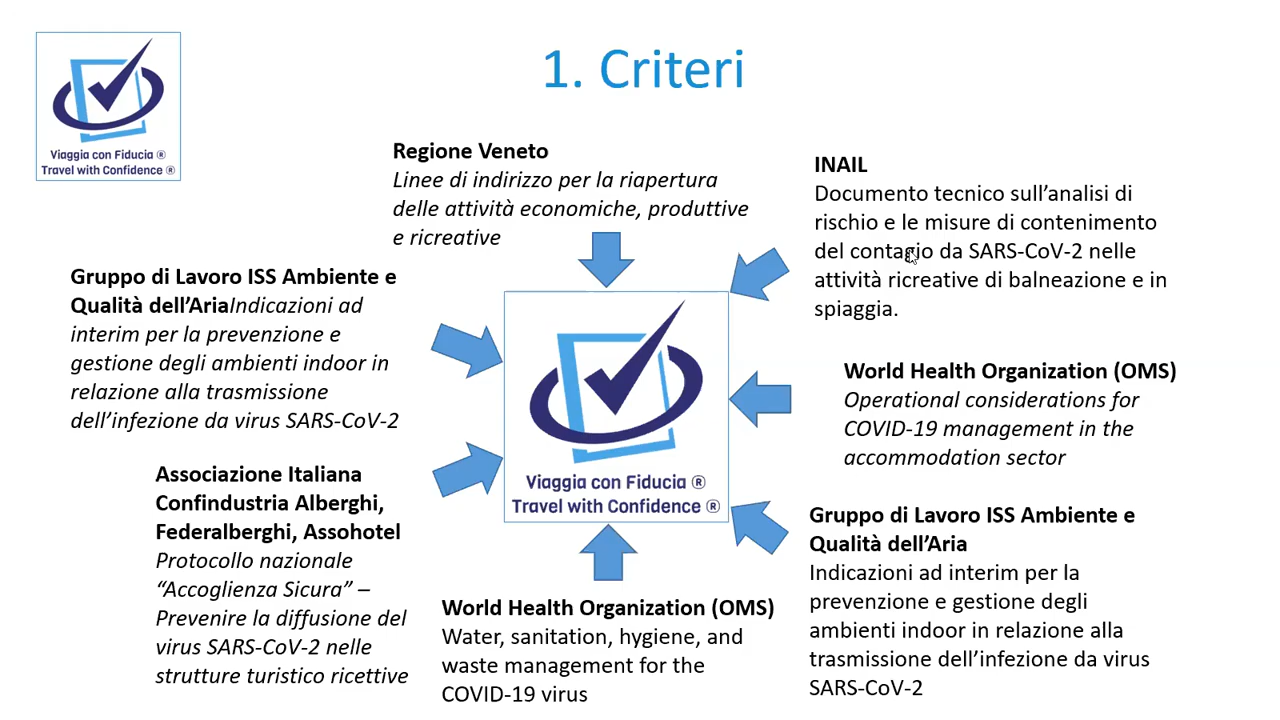 Viaggia con Fiducia ®
Travel with Confidence ®
1. Criteri
Regione Veneto
Linee di indirizzo per la riapertura
delle attività economiche, produttive
e ricreative
INAIL
Documento tecnico sull’analisi di
rischio e le misure di contenimento
del contagio da SARS-CoV-2 nelle
attività ricreative di balneazione e in
spiaggia.
Gruppo di Lavoro ISS Ambiente e
Qualità dell’AriaIndicazioni ad
interim per la prevenzione e
gestione degli ambienti indoor in
relazione alla trasmissione
dell’infezione da virus SARS-CoV-2
Viaggia con Fiducia ®
Travel with Confidence ®
World Health Organization (OMS)
Operational considerations for
COVID-19 management in the
accommodation sector
Associazione Italiana
Confindustria Alberghi,
Federalberghi, Assohotel
Protocollo nazionale
“Accoglienza Sicura” –
Prevenire la diffusione del
virus SARS-CoV-2 nelle
strutture turistico ricettive
World Health Organization (OMS)
Water, sanitation, hygiene, and
waste management for the
COVID-19 virus
Gruppo di Lavoro ISS Ambiente e
Qualità dell’Aria
Indicazioni ad interim per la
prevenzione e gestione degli
ambienti indoor in relazione alla
trasmissione dell’infezione da virus
SARS-CoV-2